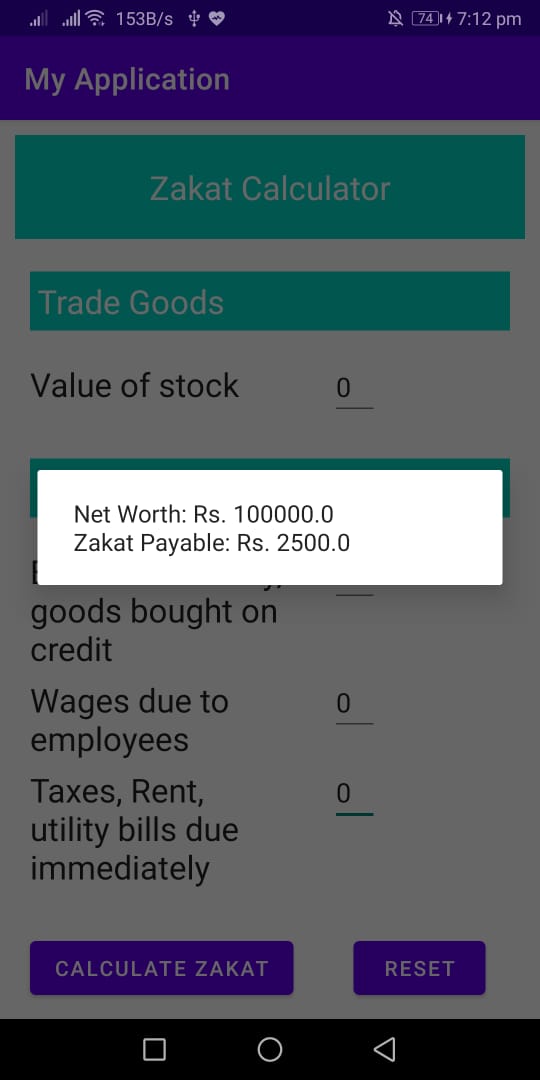 153B/s 74 7:12 pm
My Application
Zakat Calculator
Trade Goods
Value of stock 0
Net Worth: Rs. 100000.0
Zakat Payable: Rs. 2500.0
goods bought on
credit
Wages due to 0
employees
Taxes, Rent, 0
utility bills due
immediately
CALCULATE ZAKAT RESET